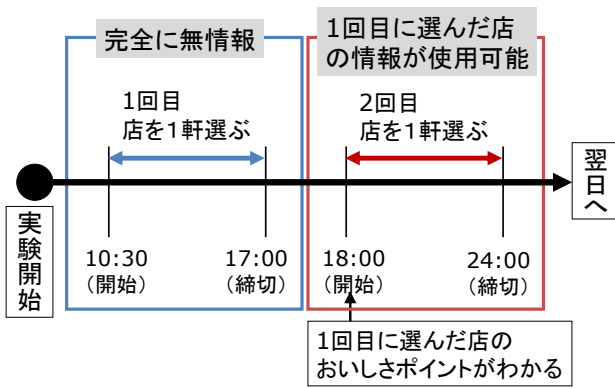 完全に無情報
1回目に選んだ店
の情報が使用可能
1回目
店を１軒選ぶ
2回目
店を１軒選ぶ
実験開始
翌日へ
10:30
（開始）
17:00
（締切）
18:00
（開始）
24:00
（締切）
1回目に選んだ店の
おいしさポイントがわかる